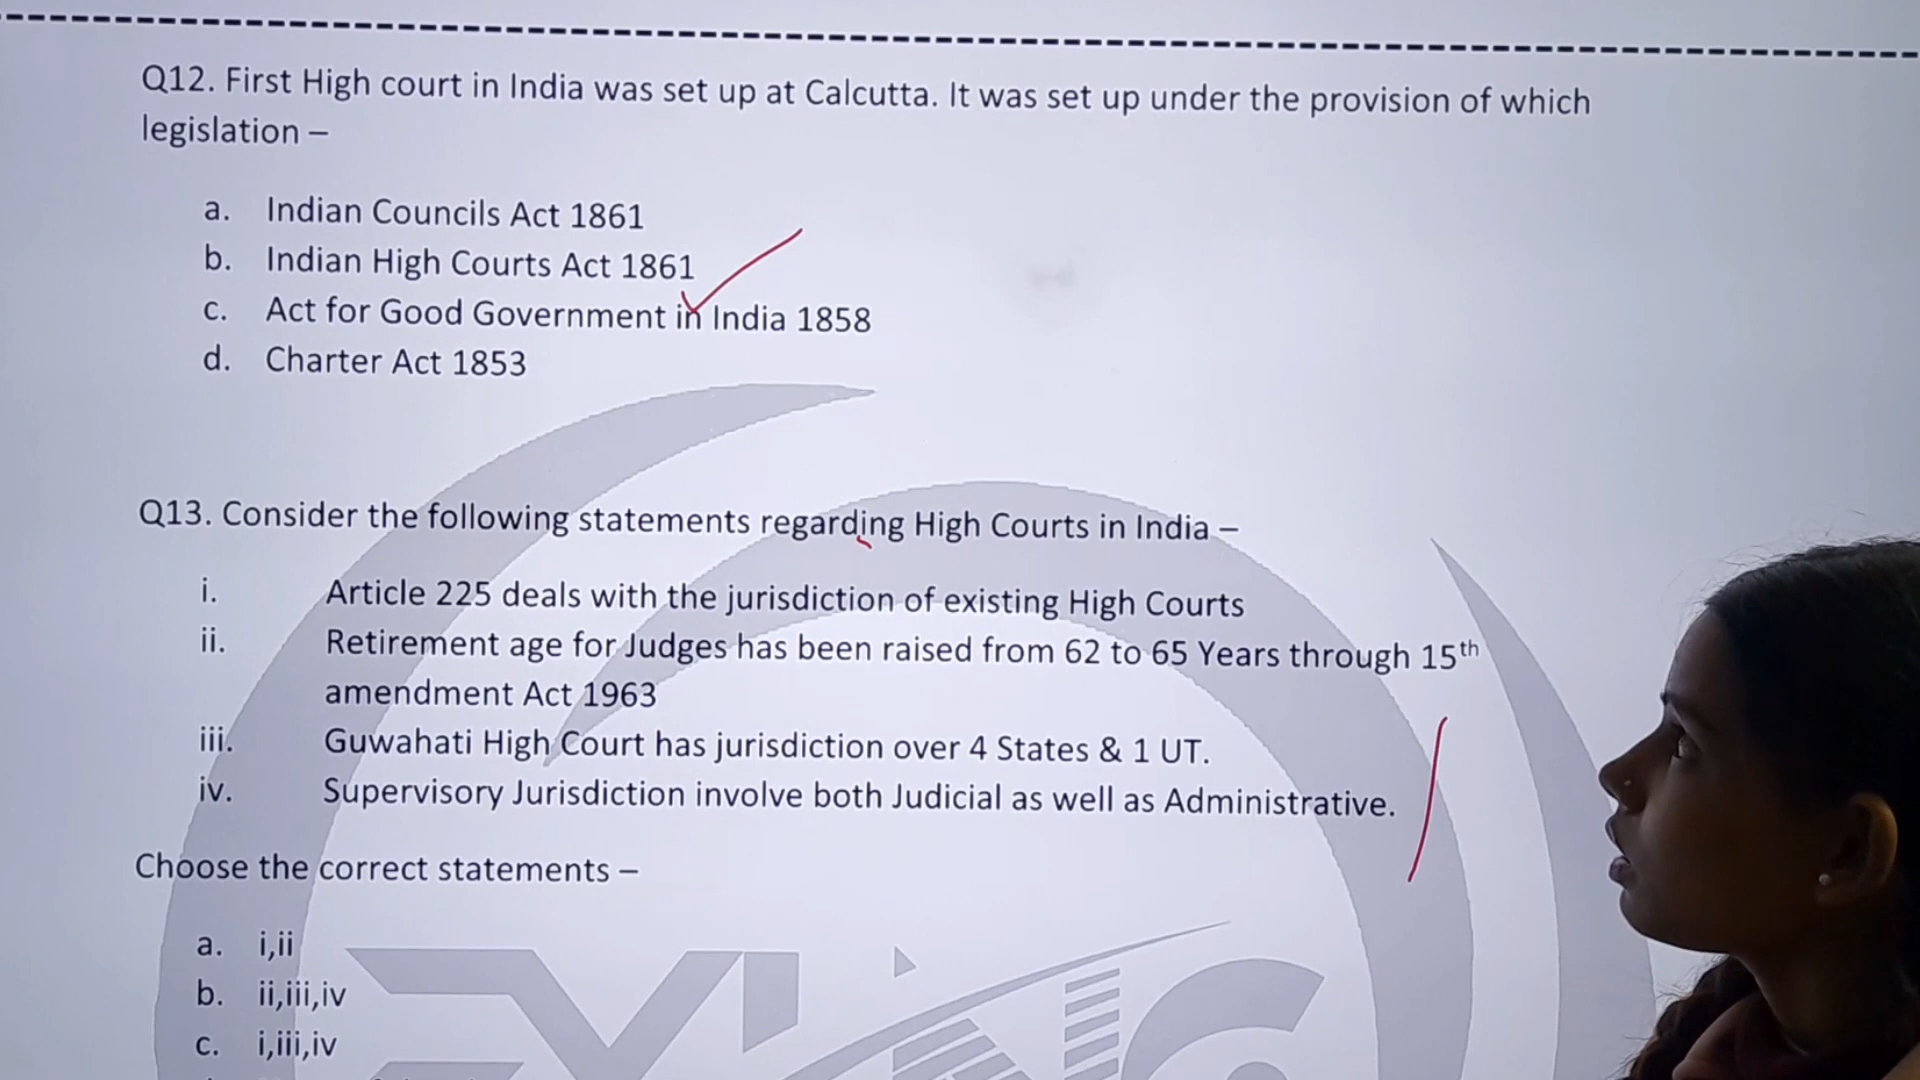 Q12. First High court in India was set up at Calcutta. It was set up under the provision of which
legislation –
a. Indian Councils Act 1861
b. Indian High Courts Act 1861
c. Act for Good Government in India 1858
d. Charter Act 1853
Q13. Consider the following statements regarding High Courts in India –
i. Article 225 deals with the jurisdiction of existing High Courts
ii. Retirement age for Judges has been raised from 62 to 65 Years through 15th
amendment Act 1963
iii. Guwahati High Court has jurisdiction over 4 States & 1 UT.
iv. Supervisory Jurisdiction involve both Judicial as well as Administrative.
Choose the correct statements –
a. i,ii
b. ii,iii,iv
c. i,iii,iv